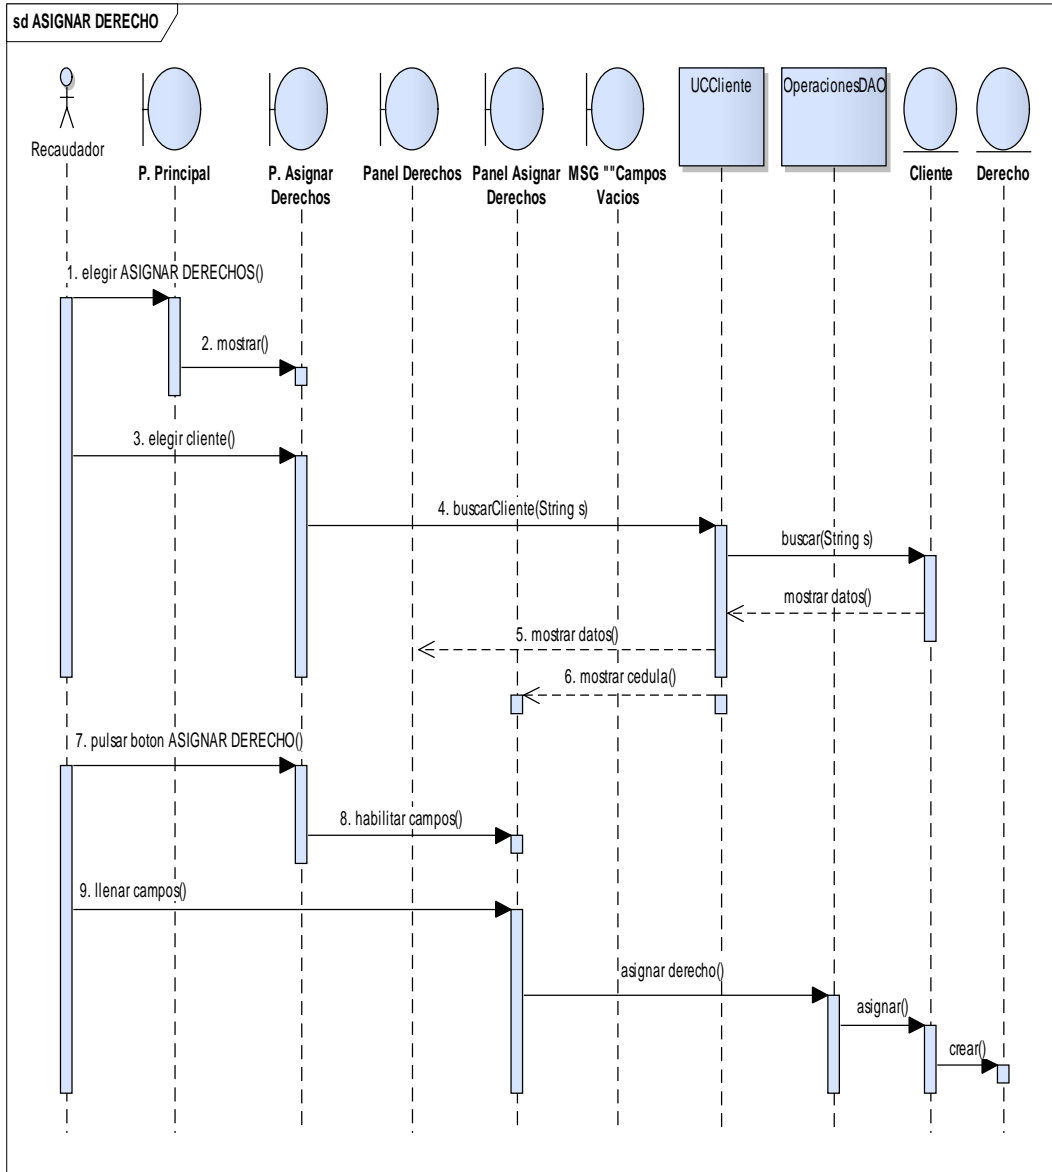 sd ASIGNAR DERECHO
Recaudador
P. Principal
P. Asignar
Derechos
Panel Derechos
Panel Asignar
Derechos
MSG ""Campos
Vacios
UCCliente
OperacionesDAO
Cliente
Derecho
1. elegir ASIGNAR DERECHOS()
2. mostrar()
3. elegir cliente()
4. buscarCliente(String s)
buscar(String s)
mostrar datos()
5. mostrar datos()
6. mostrar cedula()
7. pulsar boton ASIGNAR DERECHO()
8. habilitar campos()
9. llenar campos()
asignar derecho()
asignar()
crear()